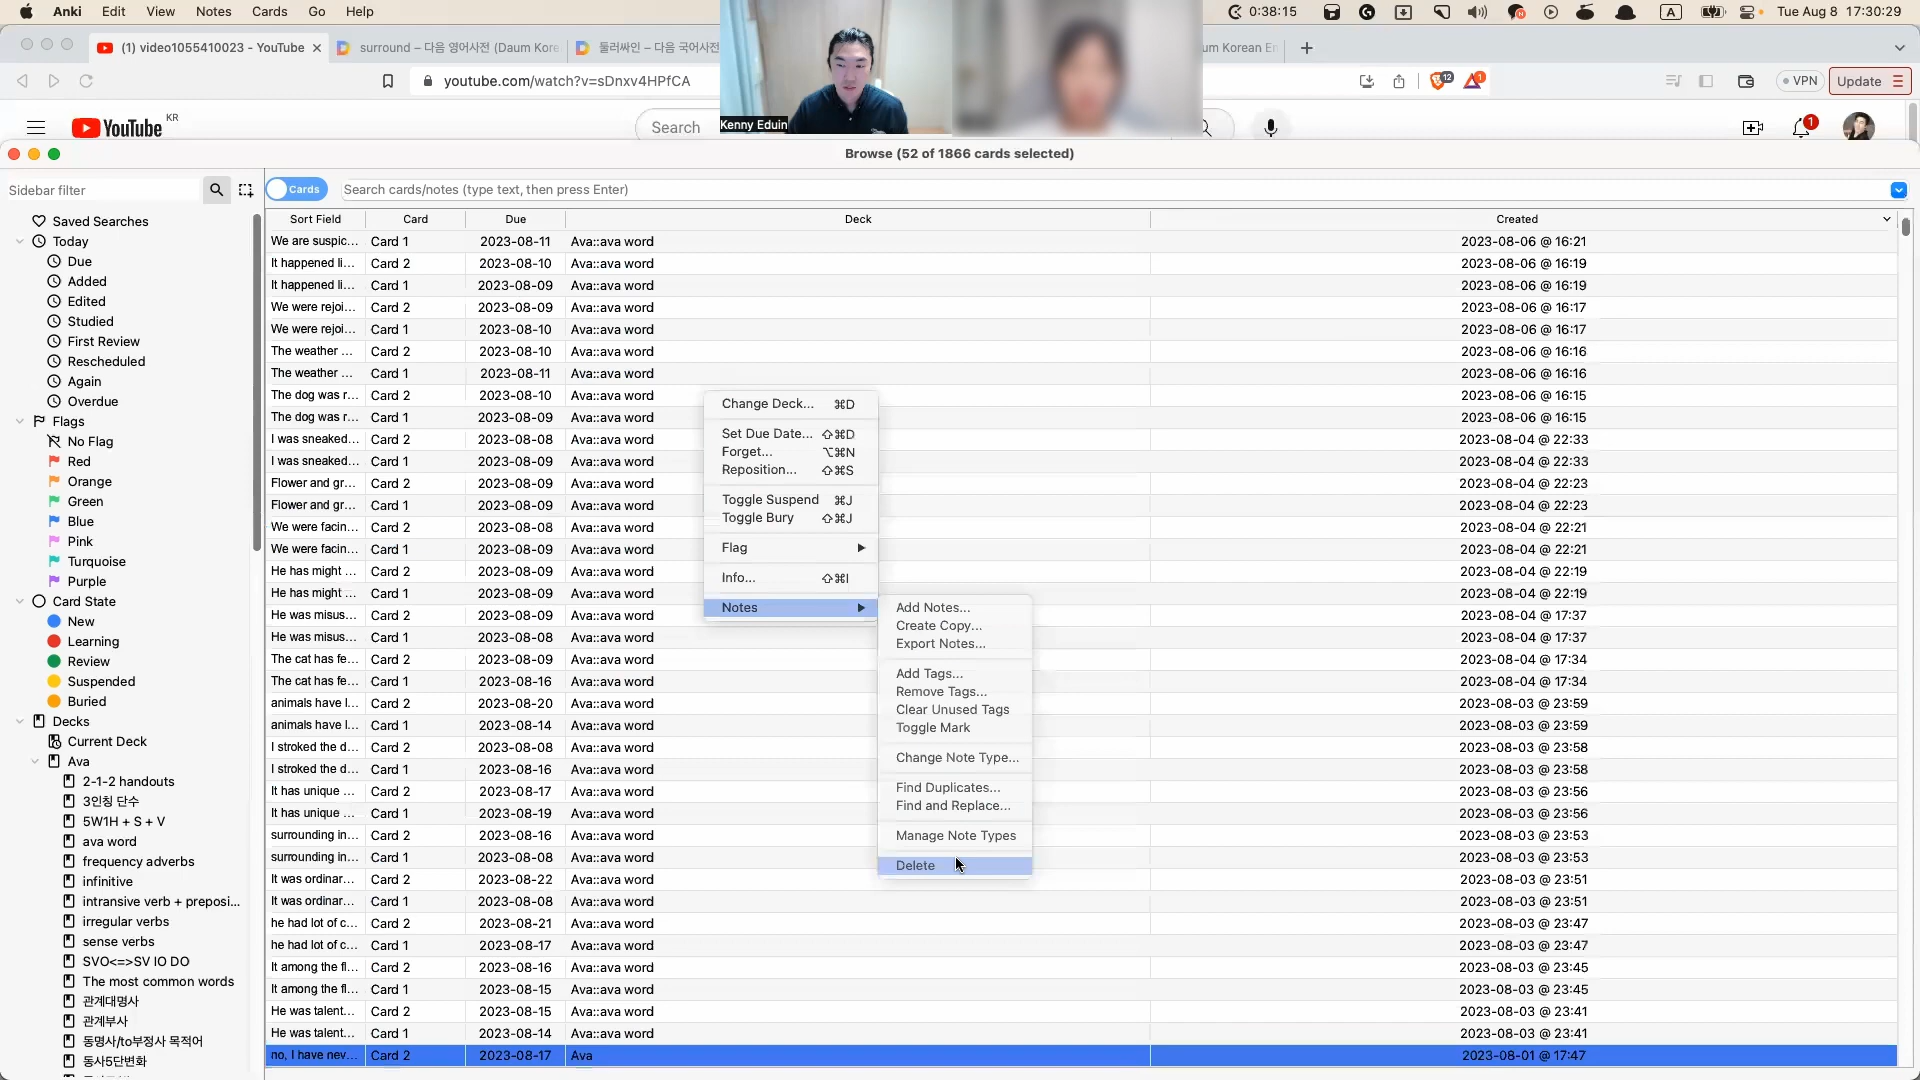 Anki Edit View Notes Cards Go Help
0:38:15
A
Tue Aug 8 17:30:29
(1) video1055410023 - YouTube
surround – 다음 영어사전 (Daum Kore
둘러싸인 – 다음 국어사전
um Korean En
youtube.com/watch?v=sDnxv4HPfCA
12
1
VPN
Update
YouTube KR
Search
1
Kenny Eduin
Browse (52 of 1866 cards selected)
Sidebar filter
Cards
Search cards/notes (type text, then press Enter)
Saved Searches
Today
Due
Added
Edited
Studied
First Review
Rescheduled
Again
Overdue
Flags
No Flag
Red
Orange
Green
Blue
Pink
Turquoise
Purple
Card State
New
Learning
Review
Suspended
Buried
Decks
Current Deck
Ava
2-1-2 handouts
3인칭 단수
5W1H + S + V
ava word
frequency adverbs
infinitive
intransive verb + preposi...
irregular verbs
sense verbs
SVO<=>SV IO DO
The most common words
관계대명사
관계부사
동명사/to부정사 목적어
동사5단변화
Sort Field Card Due Deck Created
We are suspic... Card 1 2023-08-11 Ava::ava word 2023-08-06 @ 16:21
It happened li... Card 2 2023-08-10 Ava::ava word 2023-08-06 @ 16:19
It happened li... Card 1 2023-08-09 Ava::ava word 2023-08-06 @ 16:19
We were rejoi... Card 2 2023-08-09 Ava::ava word 2023-08-06 @ 16:17
We were rejoi... Card 1 2023-08-10 Ava::ava word 2023-08-06 @ 16:17
The weather ... Card 2 2023-08-10 Ava::ava word 2023-08-06 @ 16:16
The weather ... Card 1 2023-08-11 Ava::ava word 2023-08-06 @ 16:16
The dog was r... Card 2 2023-08-10 Ava::ava word 2023-08-06 @ 16:15
The dog was r... Card 1 2023-08-09 Ava::ava word 2023-08-06 @ 16:15
I was sneaked... Card 2 2023-08-08 Ava::ava word 2023-08-04 @ 22:33
I was sneaked... Card 1 2023-08-09 Ava::ava word 2023-08-04 @ 22:33
Flower and gr... Card 2 2023-08-09 Ava::ava word 2023-08-04 @ 22:23
Flower and gr... Card 1 2023-08-09 Ava::ava word 2023-08-04 @ 22:23
We were facin... Card 2 2023-08-08 Ava::ava word 2023-08-04 @ 22:21
We were facin... Card 1 2023-08-09 Ava::ava word 2023-08-04 @ 22:21
He has might ... Card 2 2023-08-09 Ava::ava word 2023-08-04 @ 22:19
He has might ... Card 1 2023-08-09 Ava::ava word 2023-08-04 @ 22:19
He was misus... Card 2 2023-08-09 Ava::ava word 2023-08-04 @ 17:37
He was misus... Card 1 2023-08-08 Ava::ava word 2023-08-04 @ 17:37
The cat has fe... Card 2 2023-08-09 Ava::ava word 2023-08-04 @ 17:34
The cat has fe... Card 1 2023-08-16 Ava::ava word 2023-08-04 @ 17:34
animals have l... Card 2 2023-08-20 Ava::ava word 2023-08-03 @ 23:59
animals have l... Card 1 2023-08-14 Ava::ava word 2023-08-03 @ 23:59
I stroked the d... Card 2 2023-08-08 Ava::ava word 2023-08-03 @ 23:58
I stroked the d... Card 1 2023-08-16 Ava::ava word 2023-08-03 @ 23:58
It has unique ... Card 2 2023-08-17 Ava::ava word 2023-08-03 @ 23:56
It has unique ... Card 1 2023-08-19 Ava::ava word 2023-08-03 @ 23:56
surrounding in... Card 2 2023-08-16 Ava::ava word 2023-08-03 @ 23:53
surrounding in... Card 1 2023-08-08 Ava::ava word 2023-08-03 @ 23:53
It was ordinar... Card 2 2023-08-22 Ava::ava word 2023-08-03 @ 23:51
It was ordinar... Card 1 2023-08-08 Ava::ava word 2023-08-03 @ 23:51
he had lot of c... Card 2 2023-08-21 Ava::ava word 2023-08-03 @ 23:47
he had lot of c... Card 1 2023-08-17 Ava::ava word 2023-08-03 @ 23:47
It among the fl... Card 2 2023-08-16 Ava::ava word 2023-08-03 @ 23:45
It among the fl... Card 1 2023-08-15 Ava::ava word 2023-08-03 @ 23:45
He was talent... Card 2 2023-08-15 Ava::ava word 2023-08-03 @ 23:41
He was talent... Card 1 2023-08-14 Ava::ava word 2023-08-03 @ 23:41
no, I have nev... Card 2 2023-08-17 Ava 2023-08-01 @ 17:47
Change Deck... ⌘D
Set Due Date... ⇧⌘D
Forget... ⌥⌘N
Reposition... ⇧⌘S
Toggle Suspend ⌘J
Toggle Bury ⇧⌘J
Flag
Info... ⇧⌘I
Notes
Add Notes...
Create Copy...
Export Notes...
Add Tags...
Remove Tags...
Clear Unused Tags
Toggle Mark
Change Note Type...
Find Duplicates...
Find and Replace...
Manage Note Types
Delete